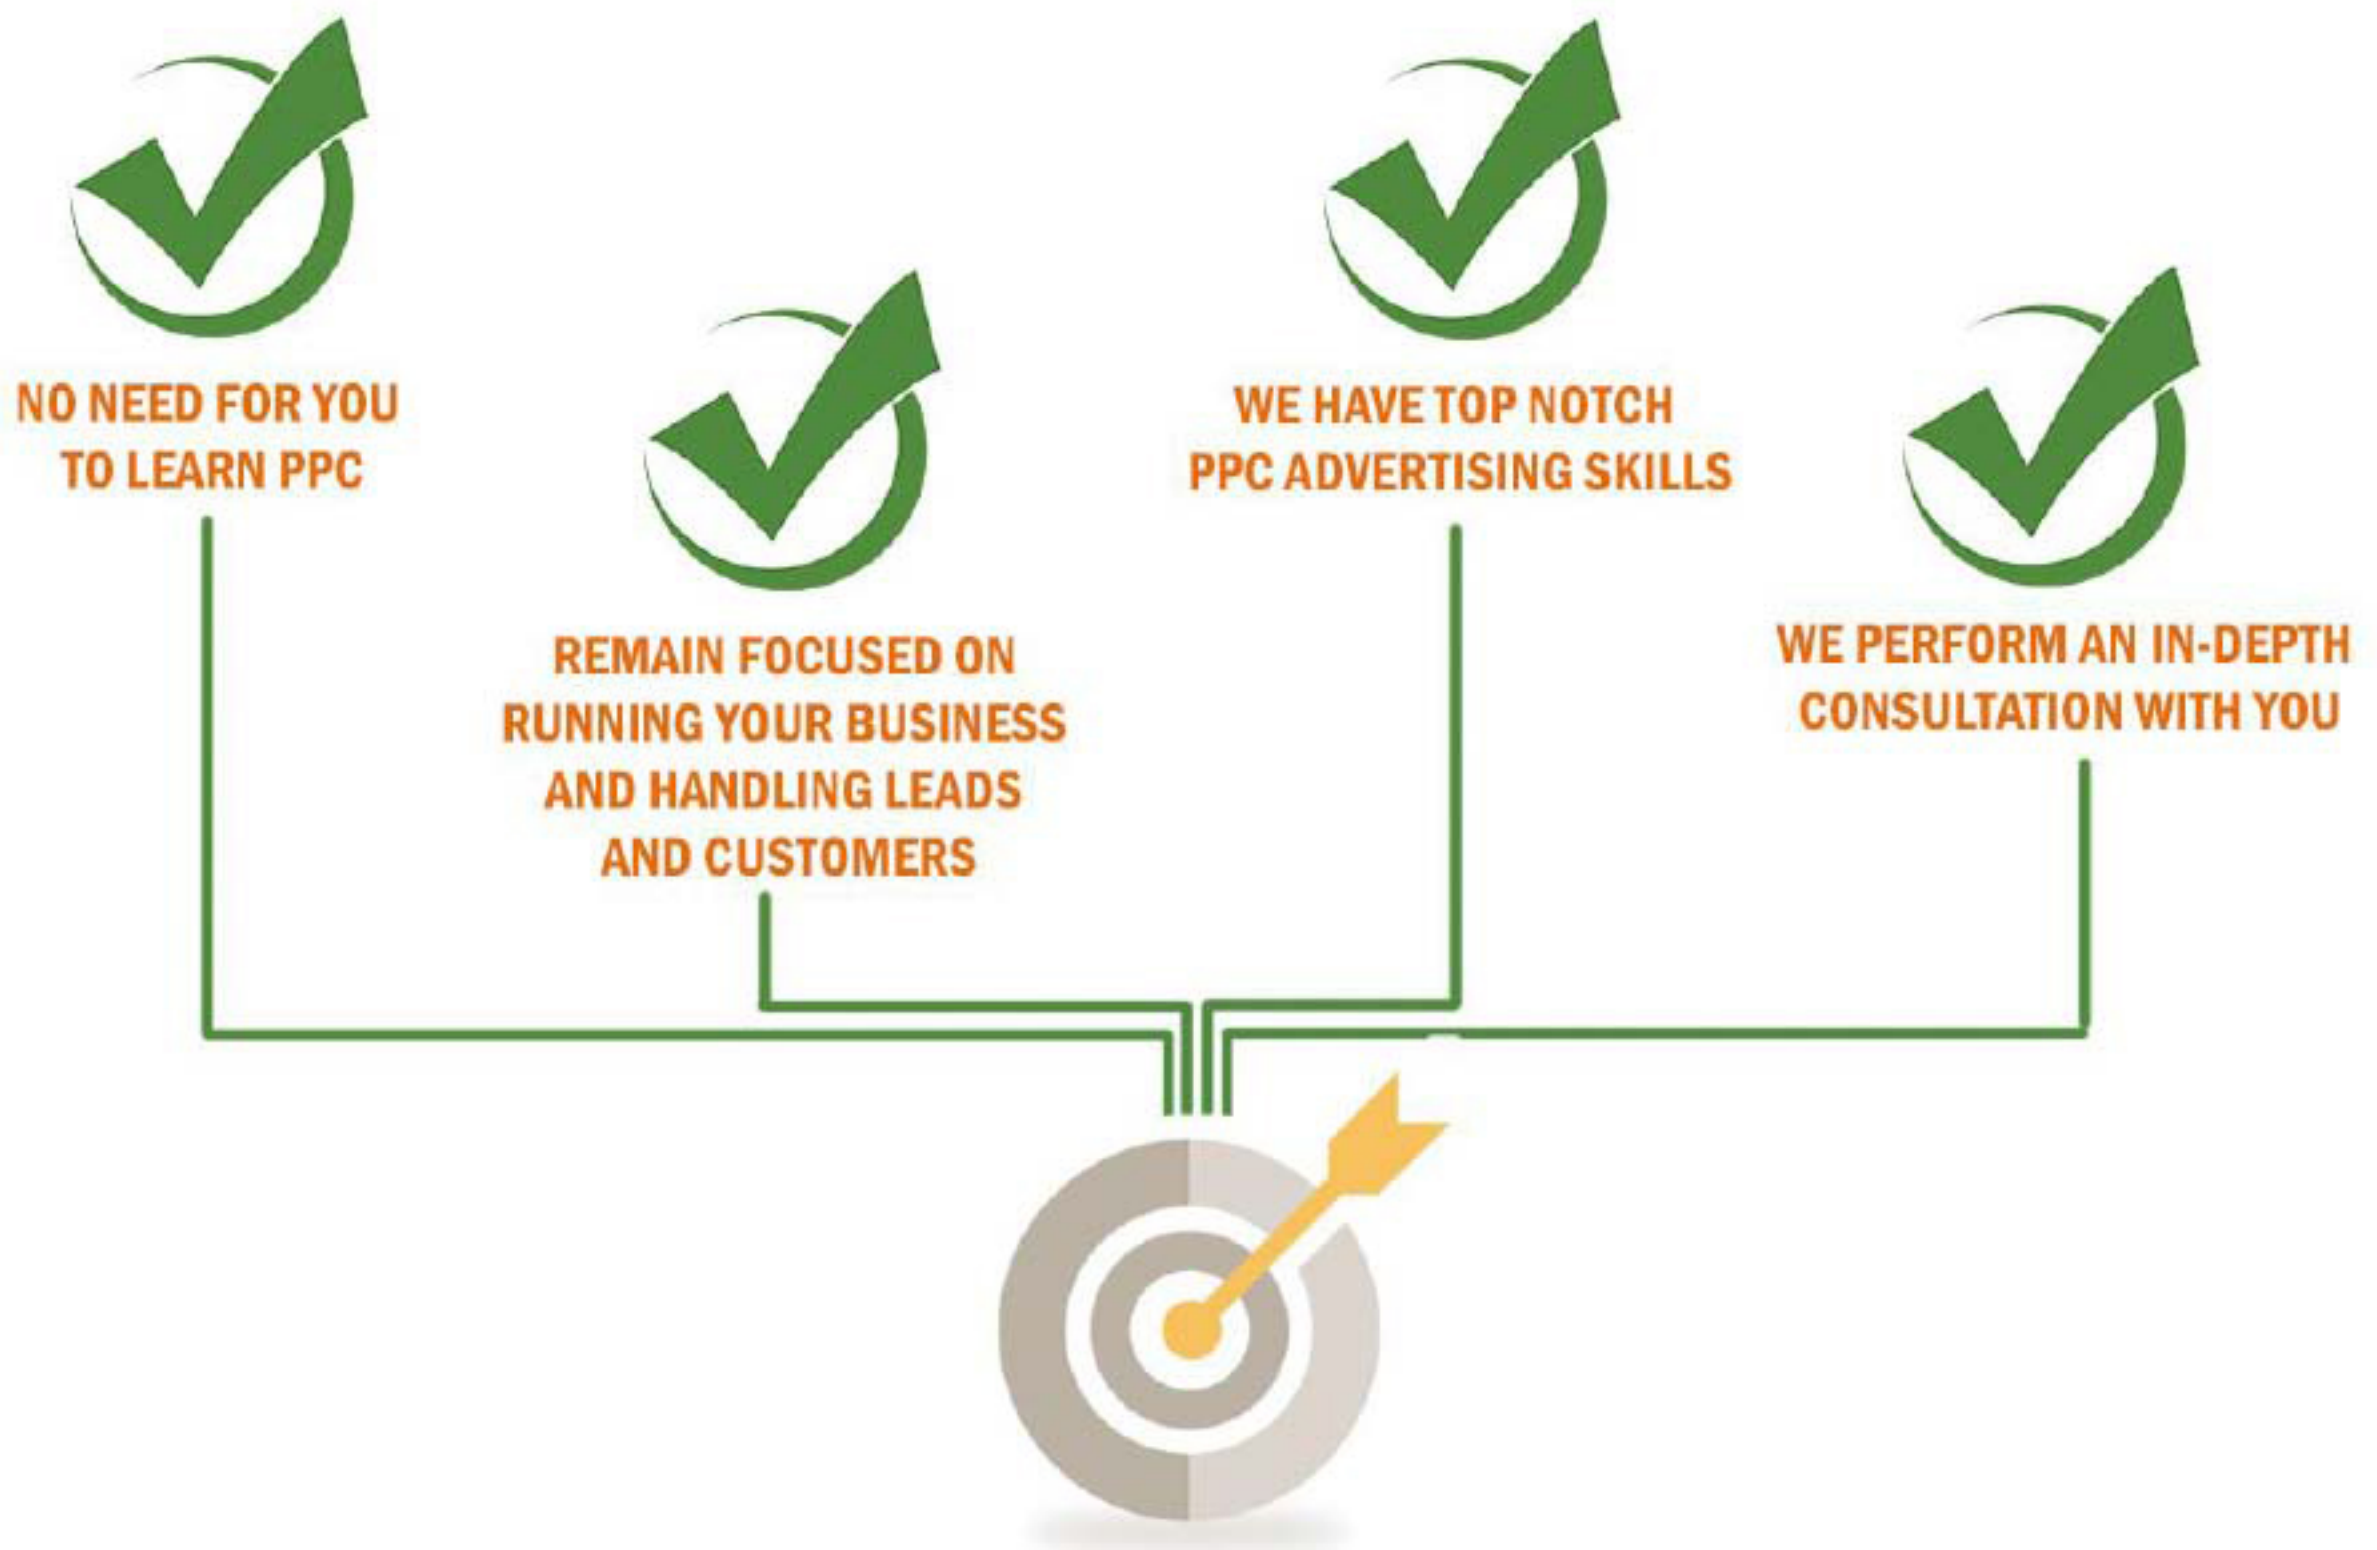 NO NEED FOR YOU
TO LEARN PPC
REMAIN FOCUSED ON
RUNNING YOUR BUSINESS
AND HANDLING LEADS
AND CUSTOMERS
WE HAVE TOP NOTCH
PPC ADVERTISING SKILLS
WE PERFORM AN IN-DEPTH
CONSULTATION WITH YOU